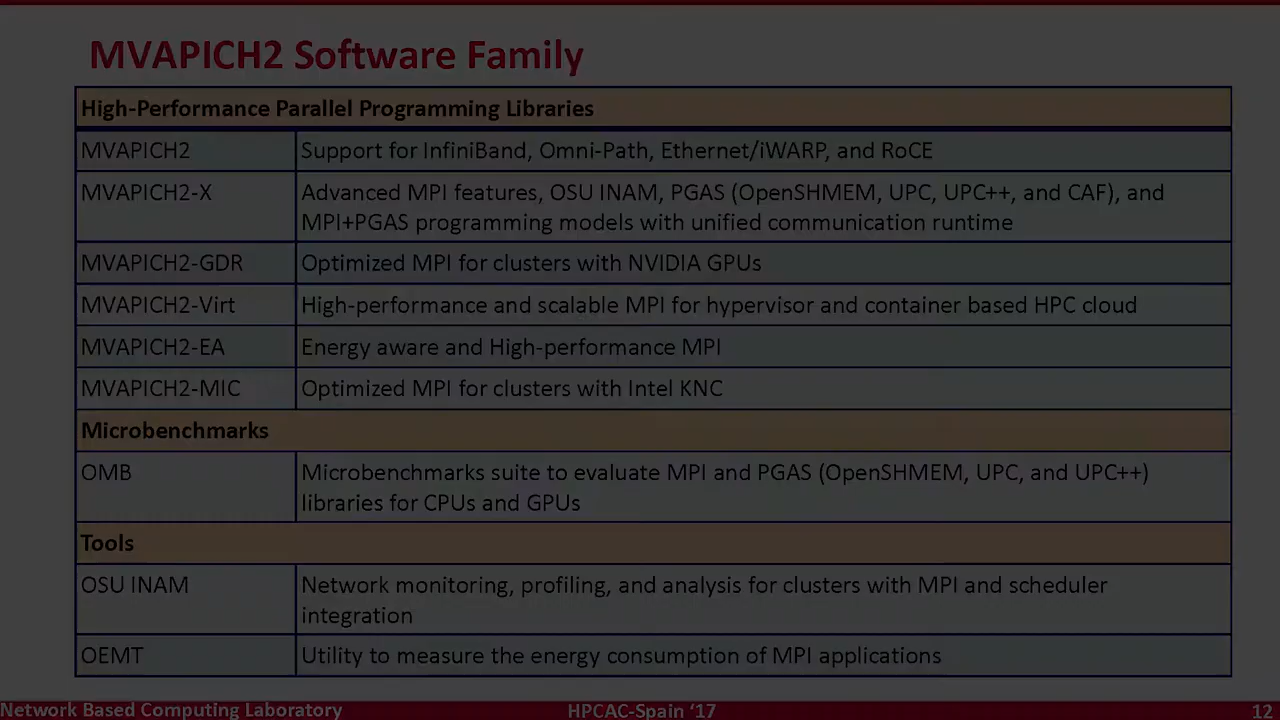 MVAPICH2 Software Family
High-Performance Parallel Programming Libraries
MVAPICH2 Support for InfiniBand, Omni-Path, Ethernet/iWARP, and RoCE
MVAPICH2-X Advanced MPI features, OSU INAM, PGAS (OpenSHMEM, UPC, UPC++, and CAF), and
MPI+PGAS programming models with unified communication runtime
MVAPICH2-GDR Optimized MPI for clusters with NVIDIA GPUs
MVAPICH2-Virt High-performance and scalable MPI for hypervisor and container based HPC cloud
MVAPICH2-EA Energy aware and High-performance MPI
MVAPICH2-MIC Optimized MPI for clusters with Intel KNC
Microbenchmarks
OMB Microbenchmarks suite to evaluate MPI and PGAS (OpenSHMEM, UPC, and UPC++)
libraries for CPUs and GPUs
Tools
OSU INAM Network monitoring, profiling, and analysis for clusters with MPI and scheduler
integration
OEMT Utility to measure the energy consumption of MPI applications
Network Based Computing Laboratory HPCAC-Spain ‘17 12